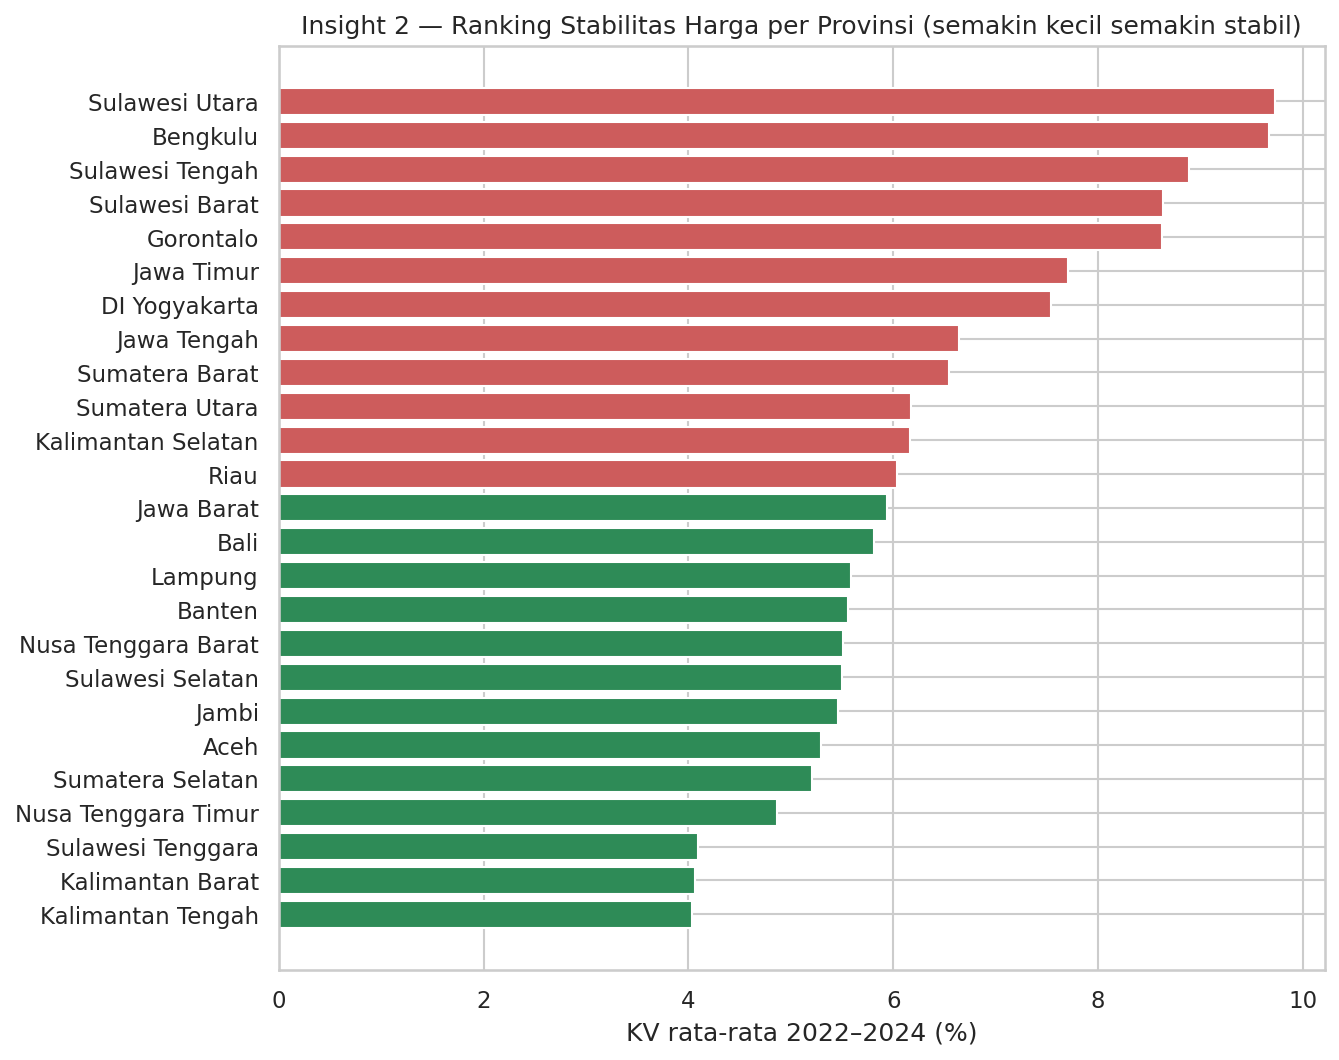 Insight 2 — Ranking Stabilitas Harga per Provinsi (semakin kecil semakin stabil)
Sulawesi Utara
Bengkulu
Sulawesi Tengah
Sulawesi Barat
Gorontalo
Jawa Timur
DI Yogyakarta
Jawa Tengah
Sumatera Barat
Sumatera Utara
Kalimantan Selatan
Riau
Jawa Barat
Bali
Lampung
Banten
Nusa Tenggara Barat
Sulawesi Selatan
Jambi
Aceh
Sumatera Selatan
Nusa Tenggara Timur
Sulawesi Tenggara
Kalimantan Barat
Kalimantan Tengah
0 2 4 6 8 10
KV rata-rata 2022–2024 (%)